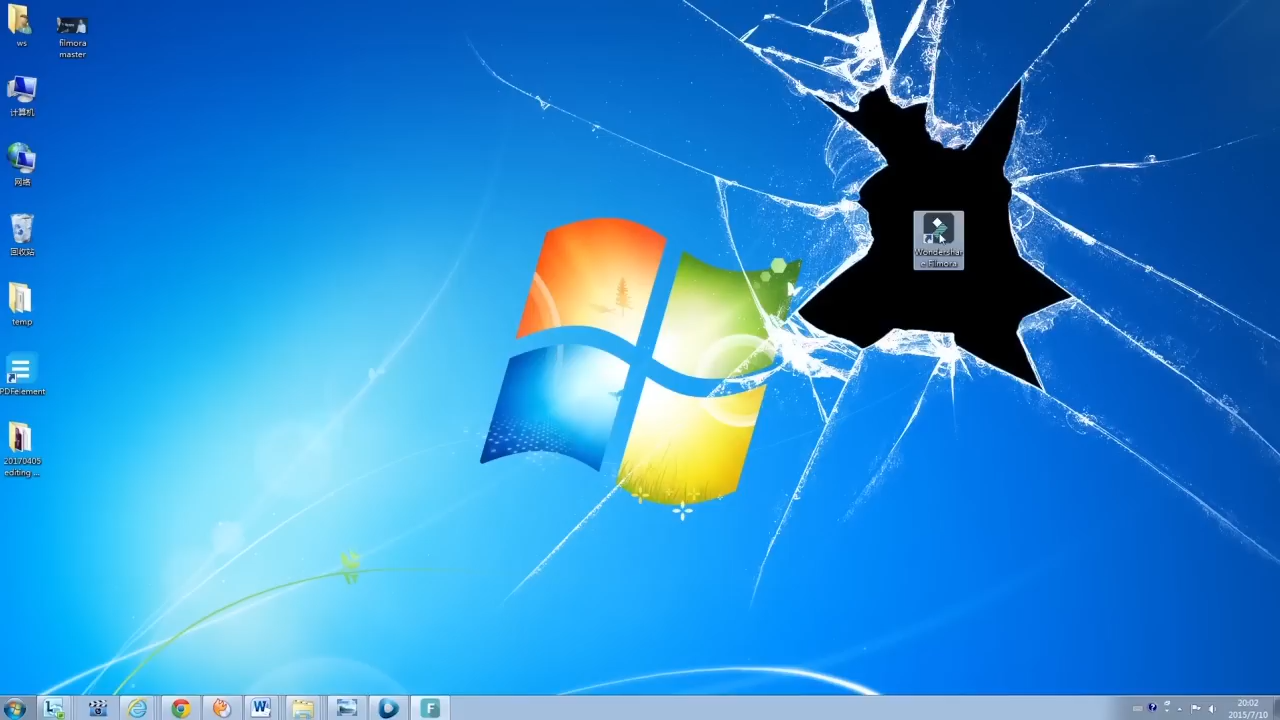 ws
filmora
master
计算机
网络
回收站
temp
PDFelement
20170405
editing ...
Wondershar
e Filmora
20:02
2015/7/10